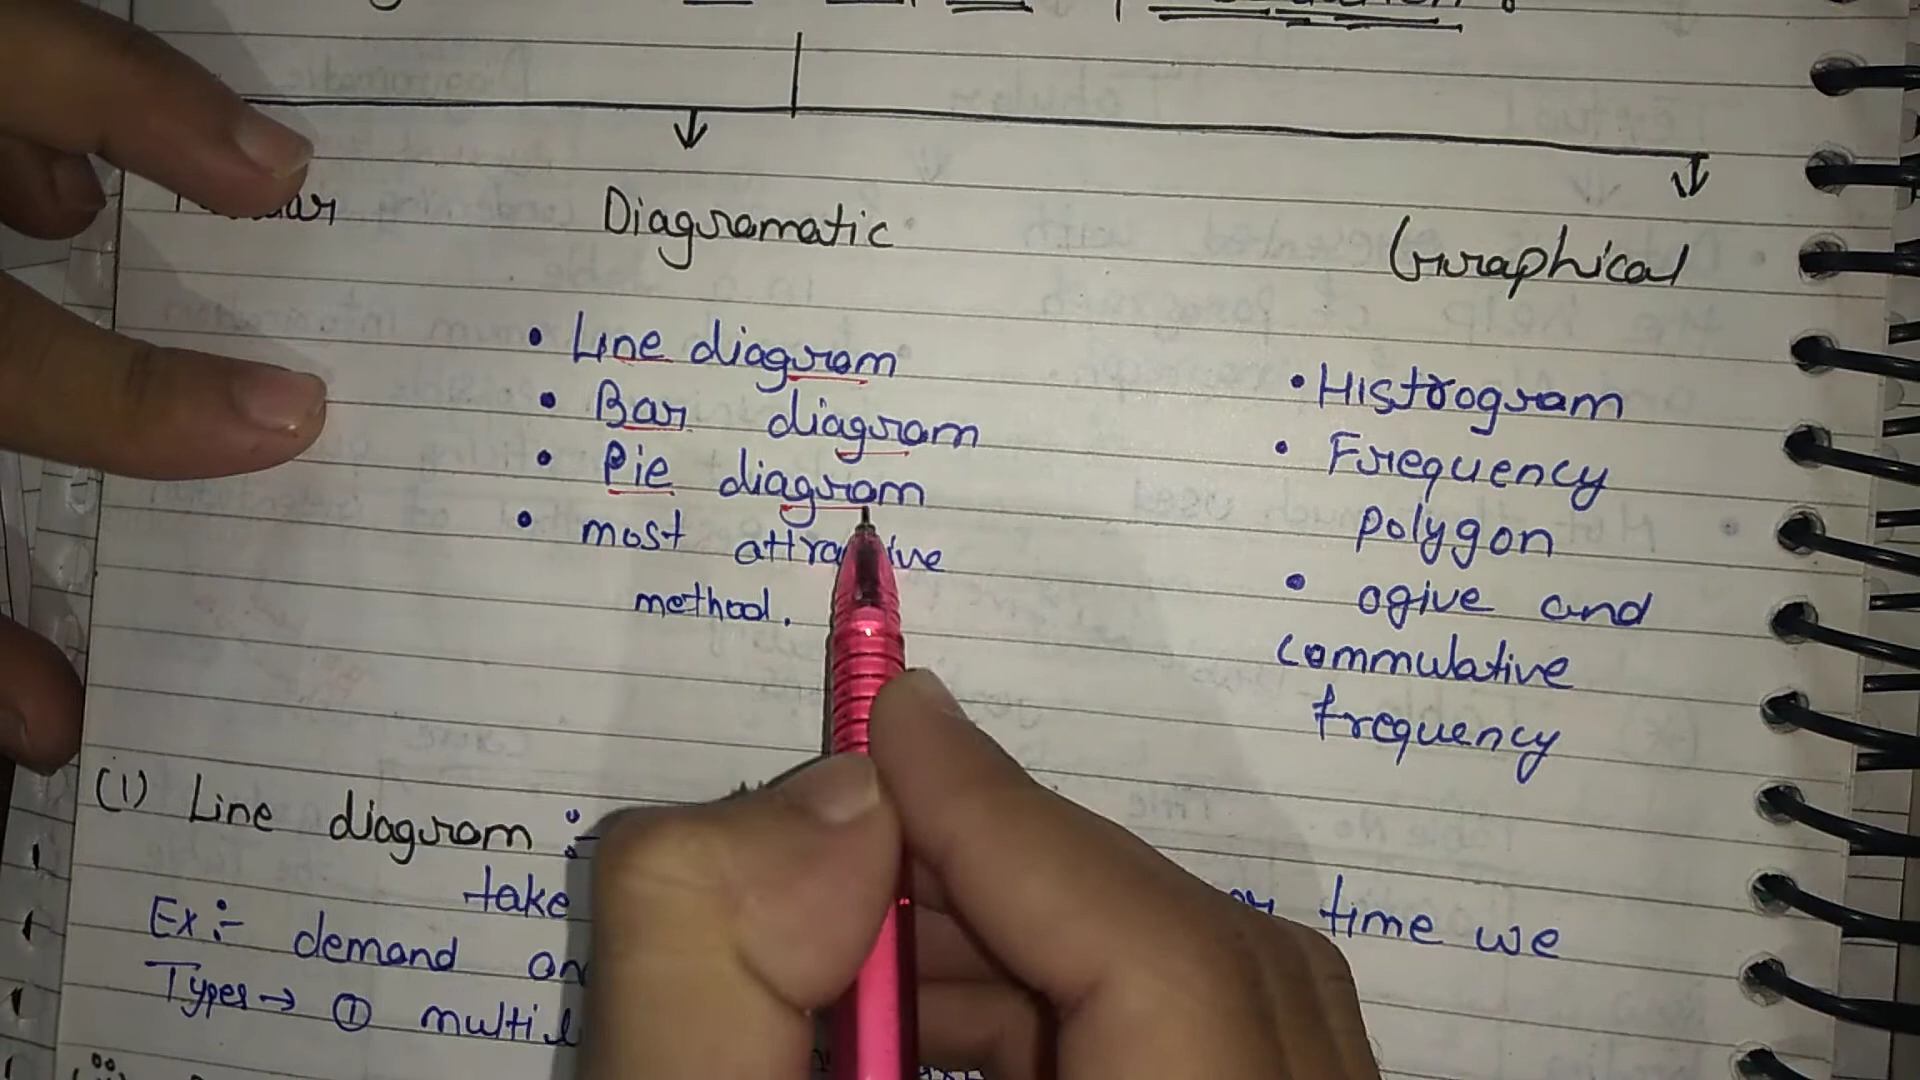 Diagramatic
Graphical
• Line diagram
• Bar diagram
• Pie diagram
• most attractive
method.
• Histrogram
• Frequency
polygon
• ogive and
commulative
frequency
(1) Line diagram :-
take
time we
Ex:- demand
Types → ①